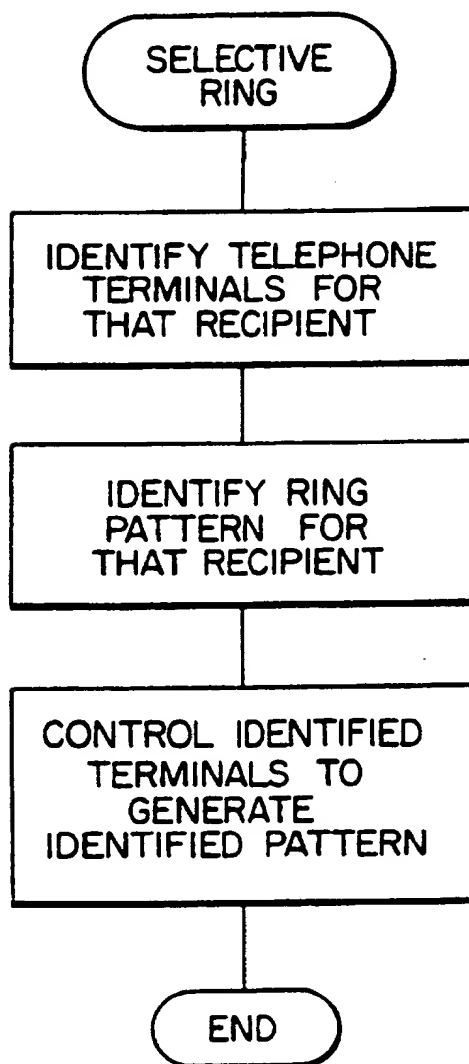 SELECTIVE
RING
IDENTIFY TELEPHONE
TERMINALS FOR
THAT RECIPIENT
IDENTIFY RING
PATTERN FOR
THAT RECIPIENT
CONTROL IDENTIFIED
TERMINALS TO
GENERATE
IDENTIFIED PATTERN
END